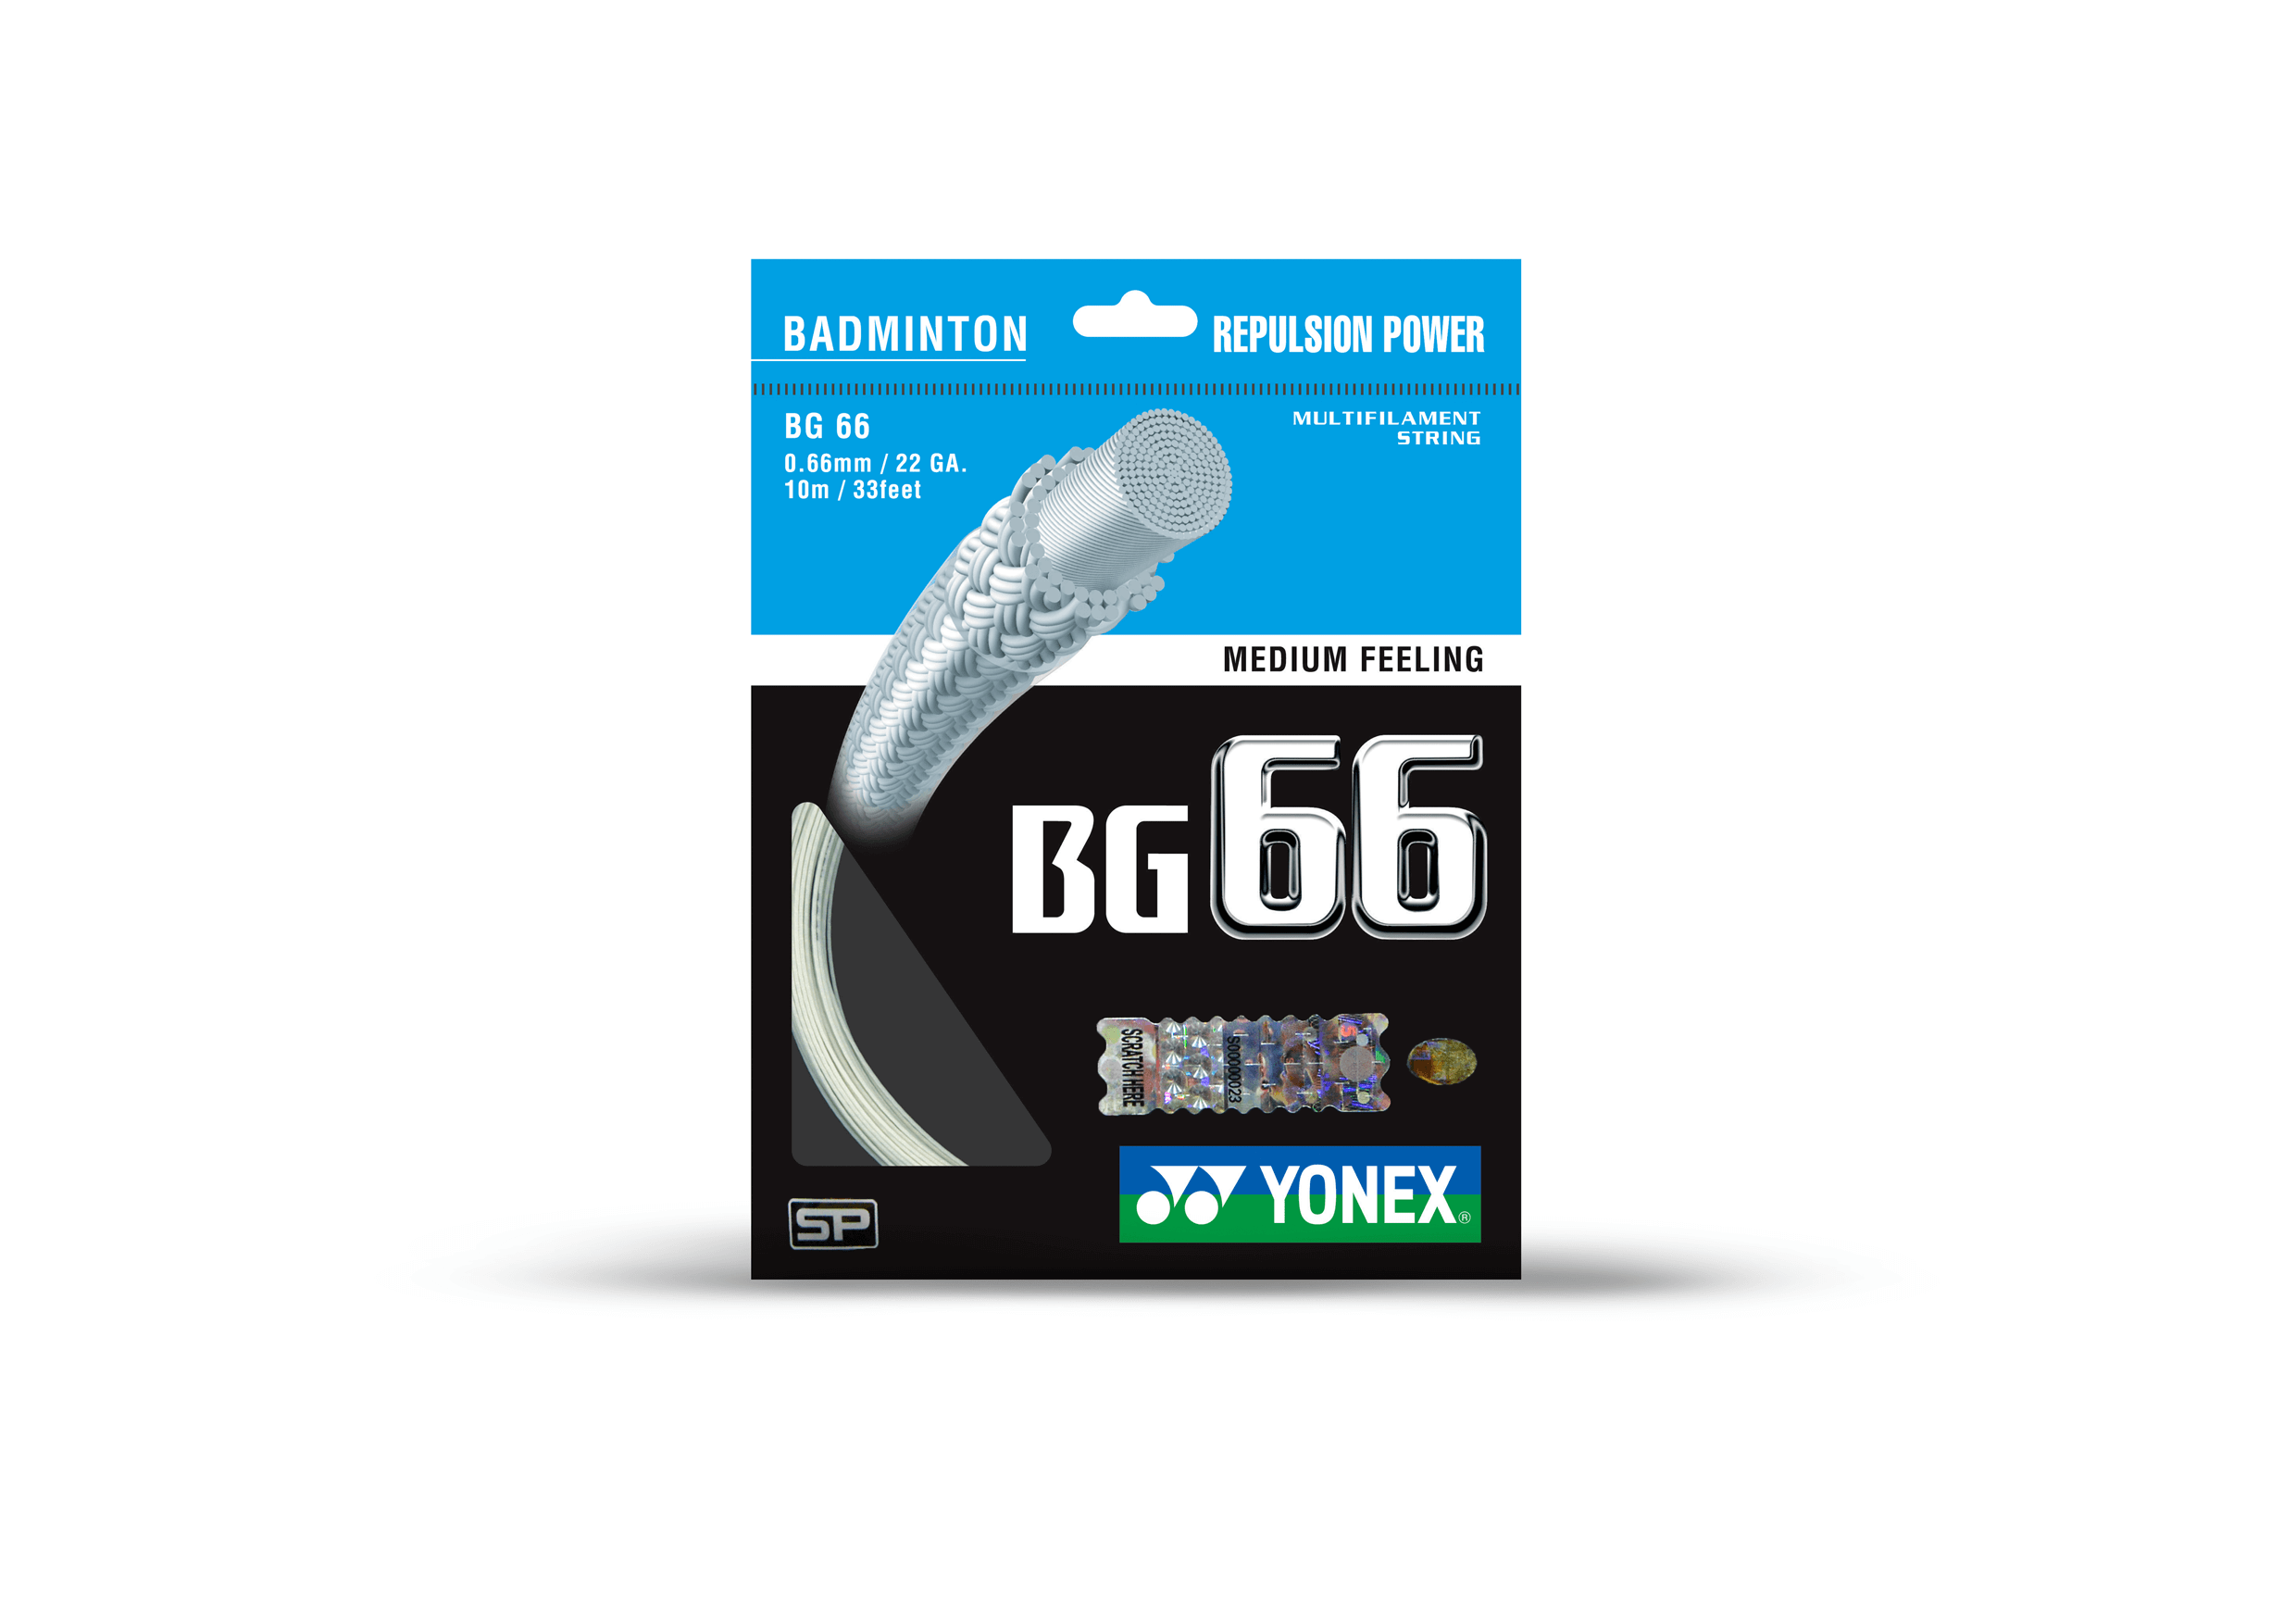 BADMINTON
REPULSION POWER
BG 66
0.66mm / 22 GA.
10m / 33feet
MULTIFILAMENT
STRING
MEDIUM FEELING
BG66
SCRATCH HERE
S00000023
SP
YONEX®